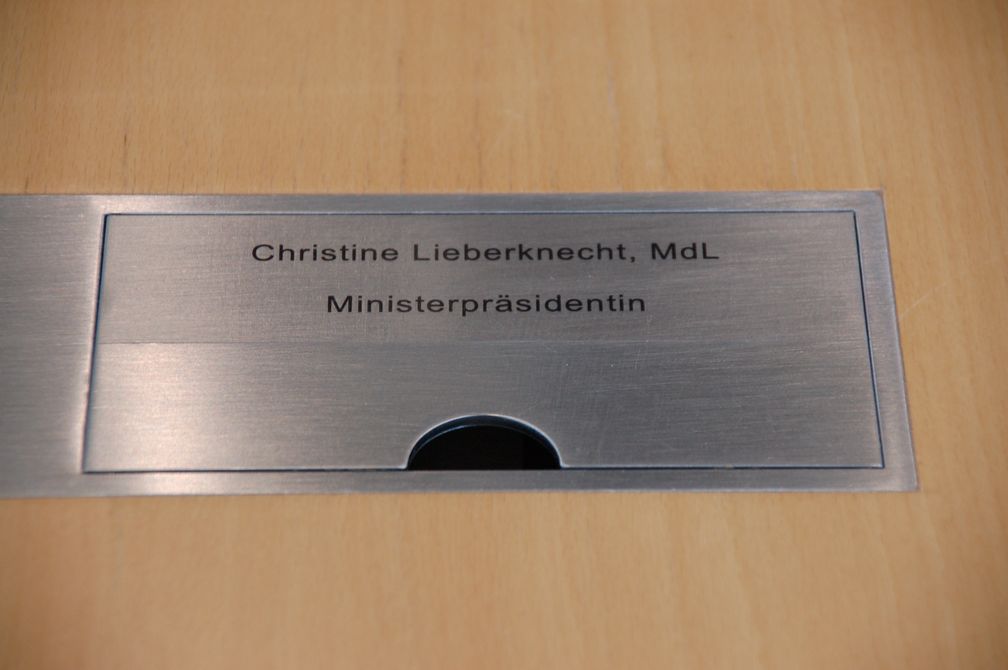 Christine Lieberknecht, MdL
Ministerpräsidentin